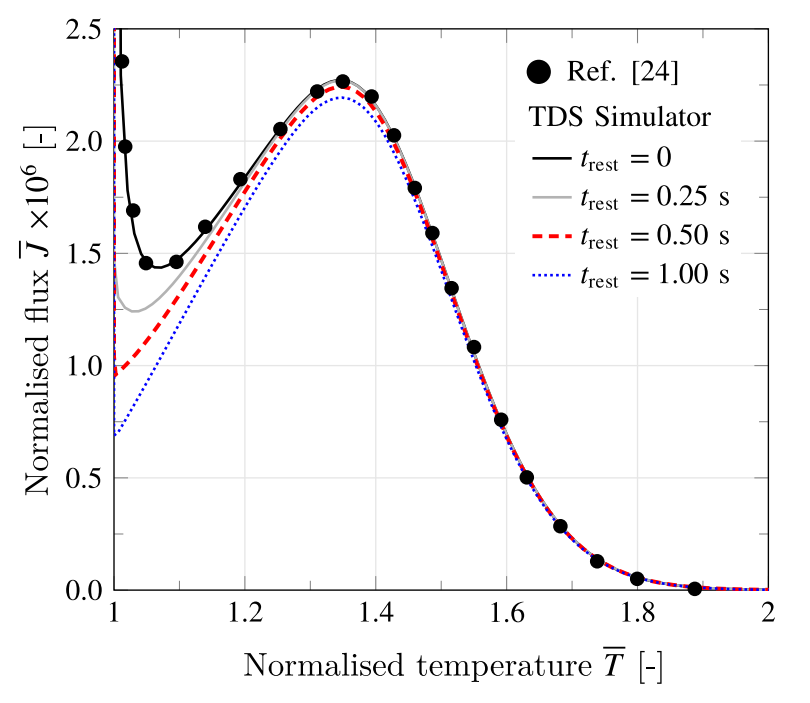 2.5
2.0
1.5
1.0
0.5
0.0
1
1.2
1.4
1.6
1.8
2
Normalised flux J̅ ×10⁶ [-]
Normalised temperature T̅ [-]
Ref. [24]
TDS Simulator
t_rest = 0
t_rest = 0.25 s
t_rest = 0.50 s
t_rest = 1.00 s